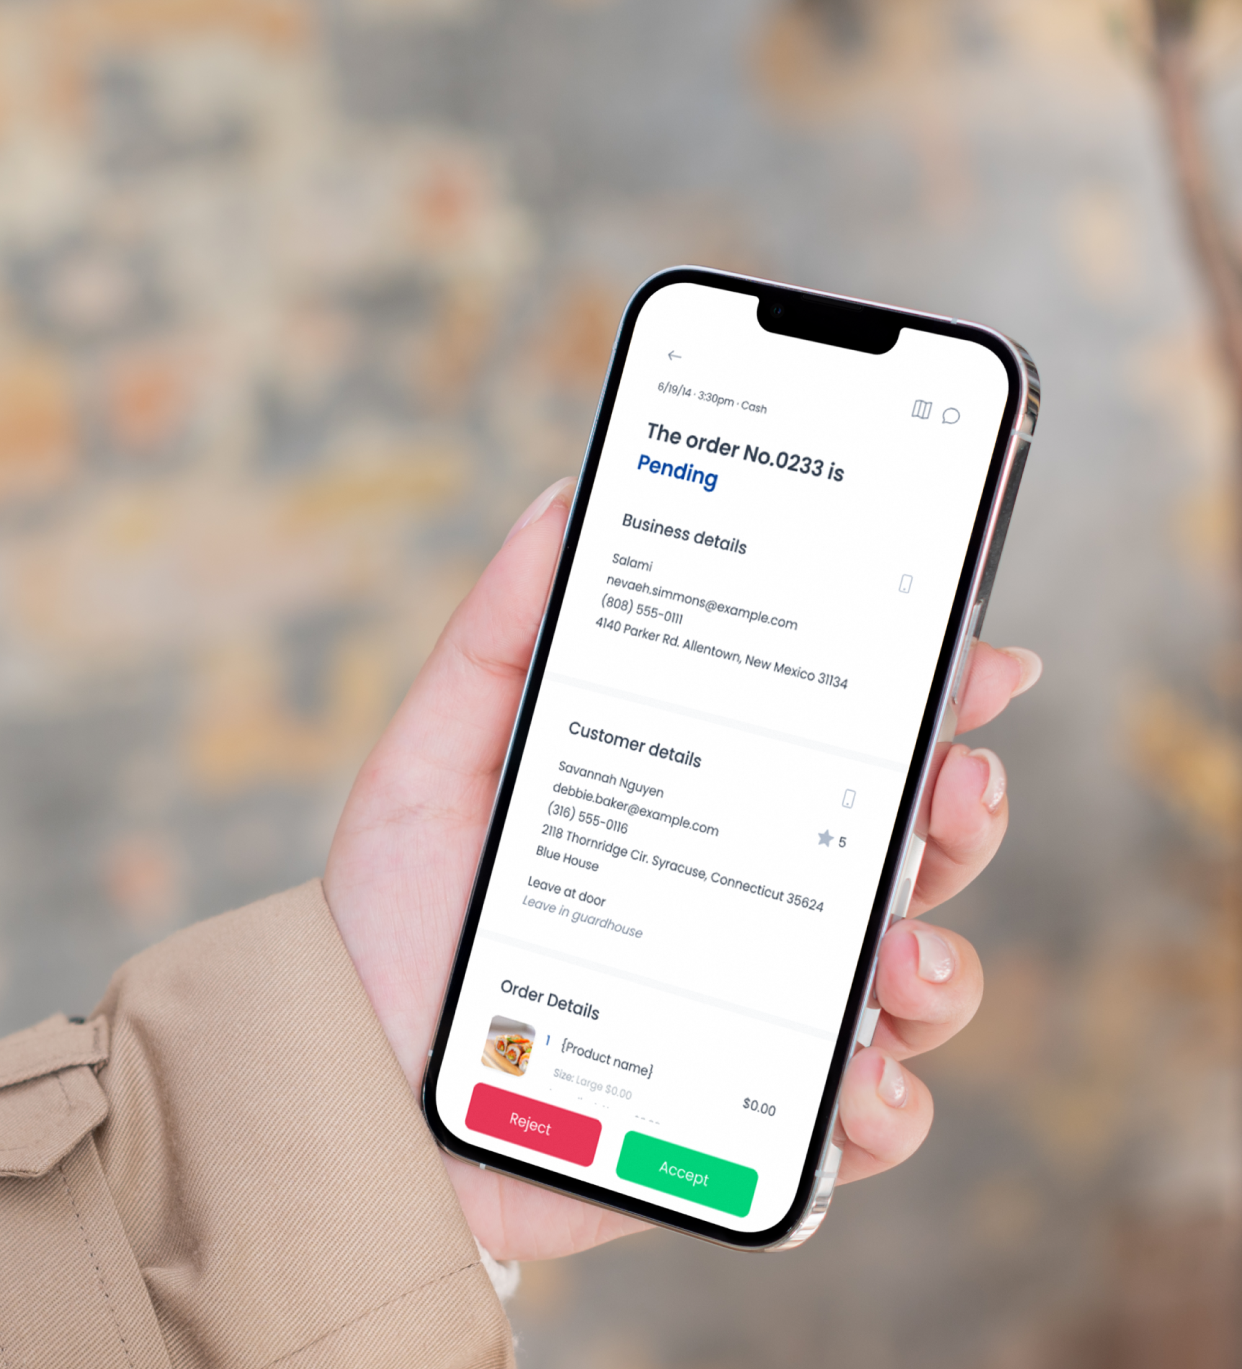 6/19/14 · 3:30pm · Cash
The order No.0233 is
Pending
Business details
Salami
nevaeh.simmons@example.com
(808) 555-0111
4140 Parker Rd. Allentown, New Mexico 31134
Customer details
Savannah Nguyen
debbie.baker@example.com
(316) 555-0116
5
2118 Thornridge Cir. Syracuse, Connecticut 35624
Blue House
Leave at door
Leave in guardhouse
Order Details
1 {Product name}
Size: Large $0.00
$0.00
Reject
Accept